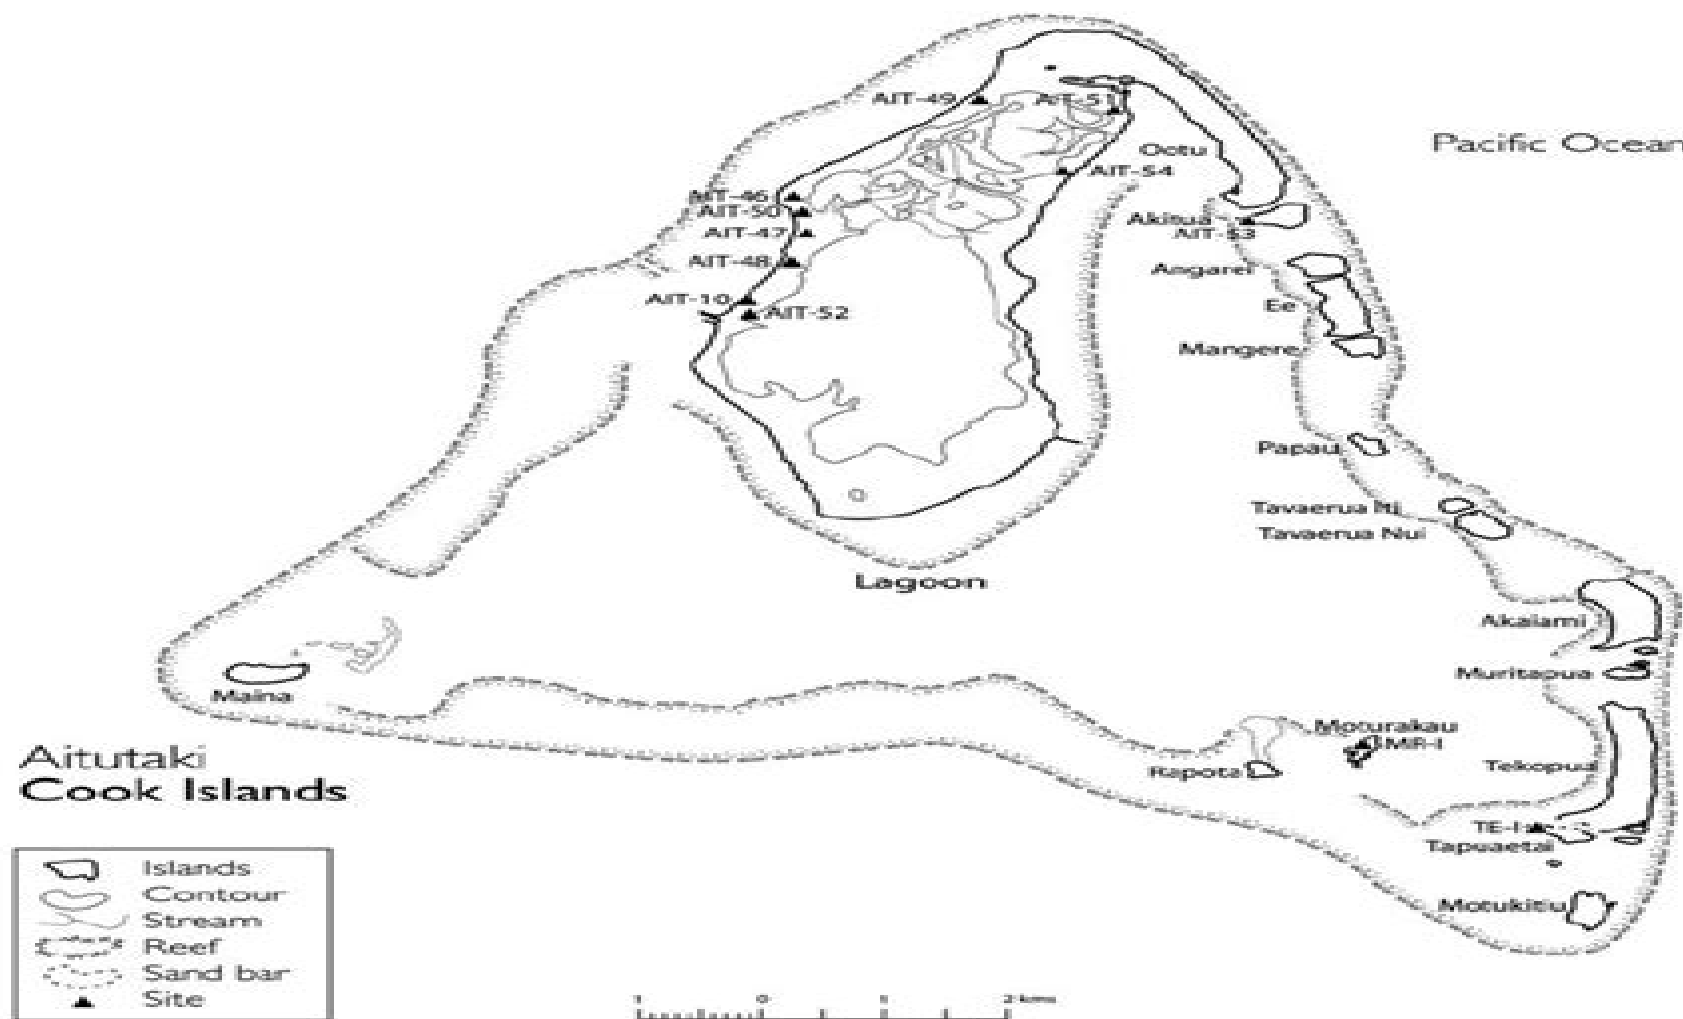 AIT-49
AIT-51
Pacific Ocean
Ootu
AIT-54
AIT-46
AIT-50
Akitua
AIT-53
AIT-47
AIT-48
Angarei
AIT-10
Ee
AIT-52
Mangere
Papau
Tavaerua Iti
Tavaerua Nui
Lagoon
Akaiami
Muritapua
Maina
Moturakau
MR-1
Aitutaki
Rapota
Tekopua
Cook Islands
TE-1
Tapuaetai
Islands
Contour
Motukitiu
Stream
Reef
Sand bar
Site
1 0 1 2 kms